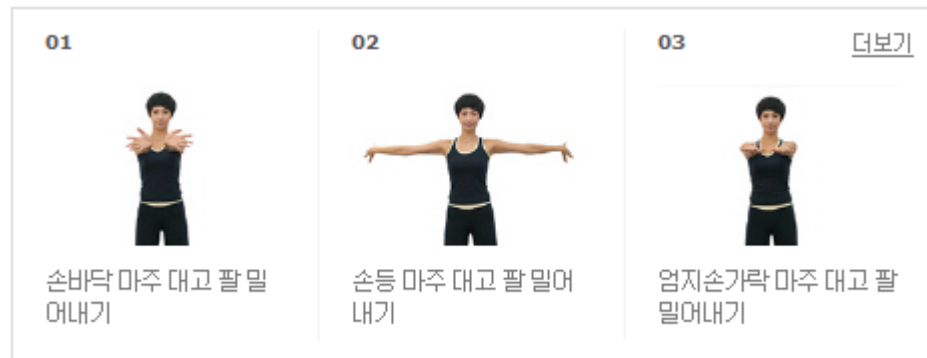 01
손바닥 마주 대고 팔 밀
어내기
02
손등 마주 대고 팔 밀어
내기
03
더보기
엄지손가락 마주 대고 팔
밀어내기